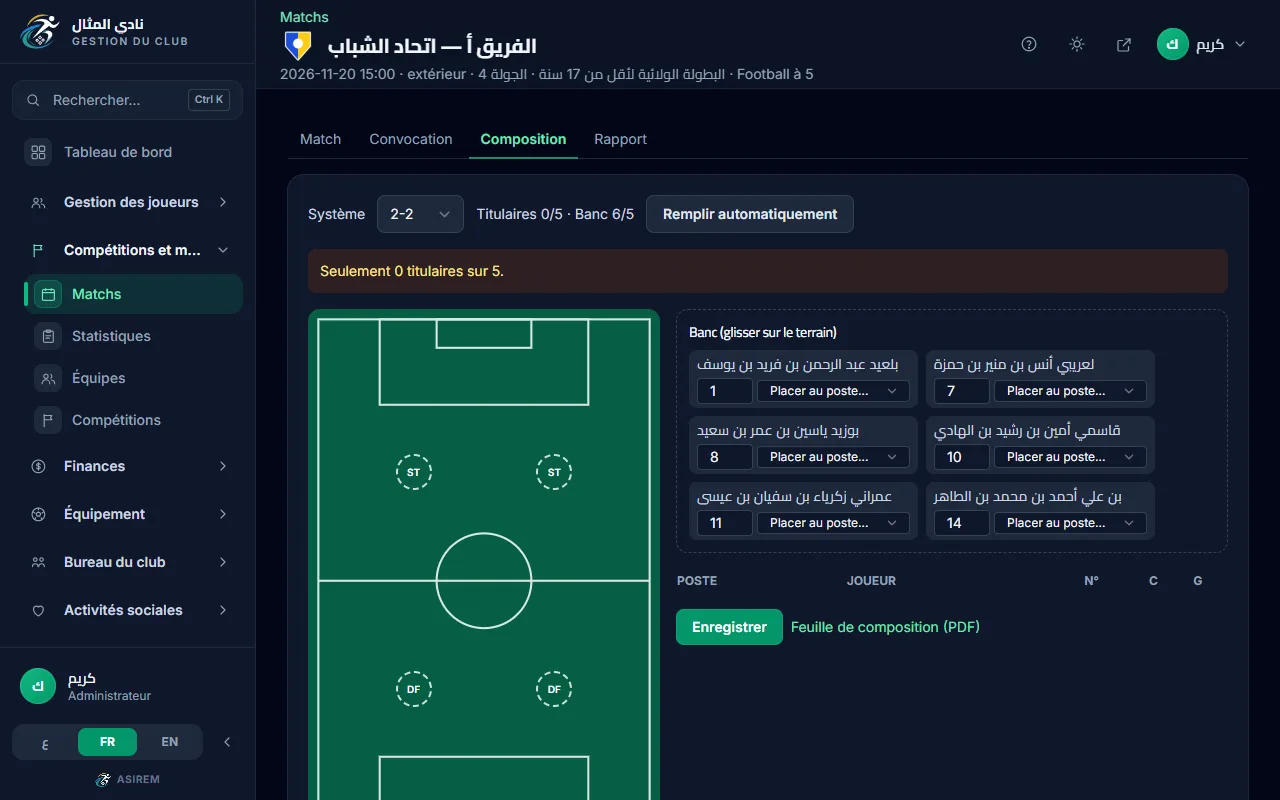 نادي المثال
GESTION DU CLUB
Rechercher...
Ctrl K
Tableau de bord
Gestion des joueurs
Compétitions et m...
Matchs
Statistiques
Équipes
Compétitions
Finances
Équipement
Bureau du club
Activités sociales
ك
كريم
Administrateur
ع
FR
EN
ASIREM
Matchs
الفريق أ — اتحاد الشباب
2026-11-20 15:00 · extérieur · البطولة الولائية لأقل من 17 سنة · الجولة 4 · Football à 5
ك
كريم
Match
Convocation
Composition
Rapport
Système
2-2
Titulaires 0/5 · Banc 6/5
Remplir automatiquement
Seulement 0 titulaires sur 5.
ST
ST
DF
DF
Banc (glisser sur le terrain)
بلعيد عبد الرحمن بن فريد بن يوسف
1
Placer au poste...
لعريبي أنس بن منير بن حمزة
7
Placer au poste...
بوزيد ياسين بن عمر بن سعيد
8
Placer au poste...
قاسمي أمين بن رشيد بن الهادي
10
Placer au poste...
عمراني زكرياء بن سفيان بن عيسى
11
Placer au poste...
بن علي أحمد بن محمد بن الطاهر
14
Placer au poste...
POSTE
JOUEUR
N°
C
G
Enregistrer
Feuille de composition (PDF)